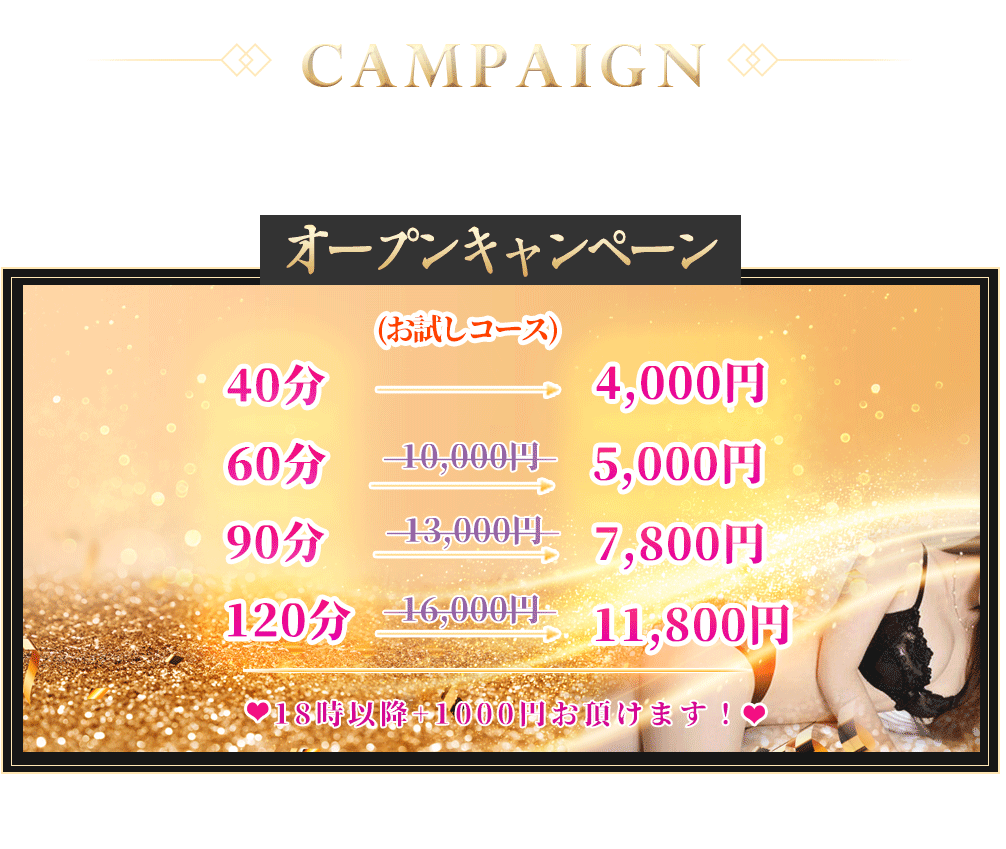 CAMPAIGN
オープンキャンペーン
(お試しコース)
40分 4,000円
60分 10,000円 5,000円
90分 13,000円 7,800円
120分 16,000円 11,800円
❤18時以降+1000円お頂けます！❤